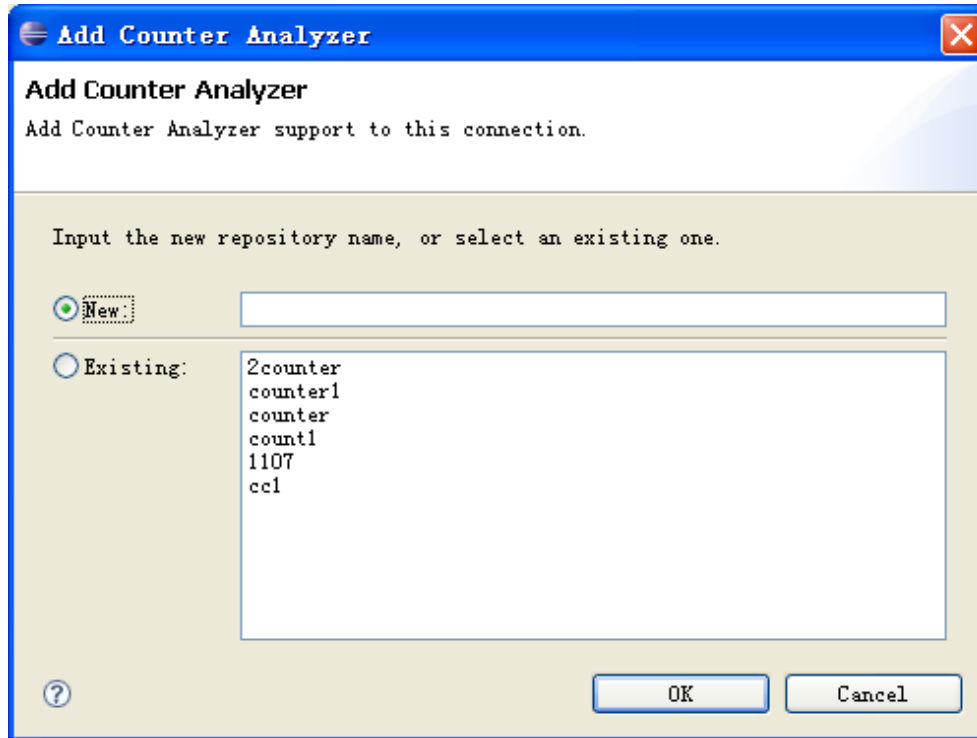 Add Counter Analyzer
Add Counter Analyzer
Add Counter Analyzer support to this connection.
Input the new repository name, or select an existing one.
New:
Existing:
2counter
counter1
counter
count1
1107
cc1
?
OK
Cancel